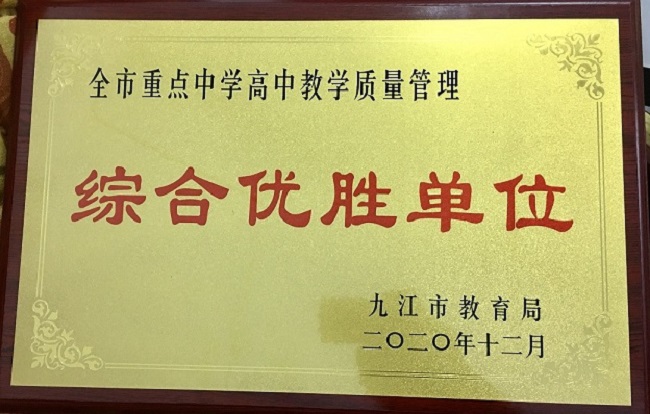 全市重点中学高中教学质量管理
综合优胜单位
九江市教育局
二〇二〇年十二月